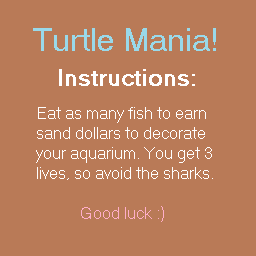 Turtle Mania!
Instructions:
Eat as many fish to earn
sand dollars to decorate
your aquarium. You get 3
lives, so avoid the sharks.
Good luck :)